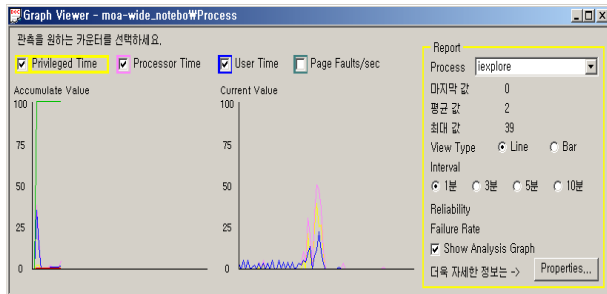 Graph Viewer - moa-wide_notebo₩Process
관측을 원하는 카운터를 선택하세요.
Privileged Time
Processor Time
User Time
Page Faults/sec
Accumulate Value
100
75
50
25
0
Current Value
100
75
50
25
0
Report
Process iexplore
마지막 값 0
평균 값 2
최대 값 39
View Type Line Bar
Interval
1분 3분 5분 10분
Reliability
Failure Rate
Show Analysis Graph
더욱 자세한 정보는 -> Properties...